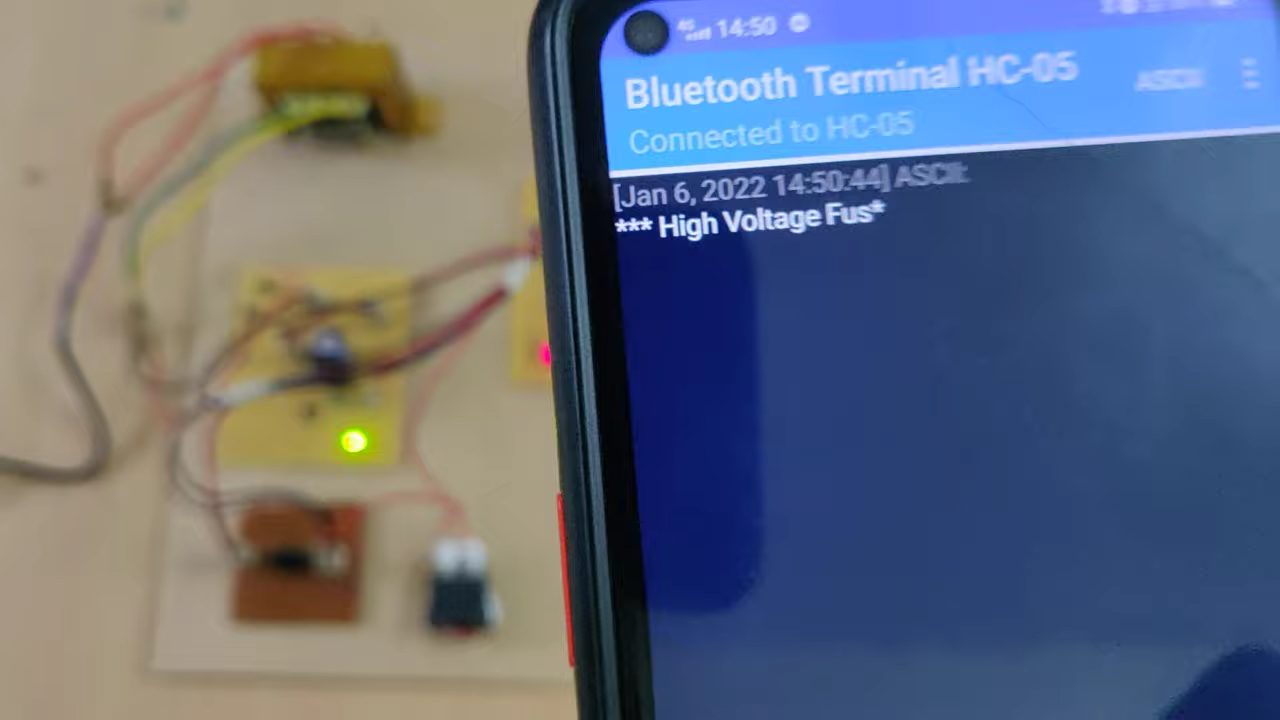 4G 14:50
Bluetooth Terminal HC-05
ASCII
Connected to HC-05
[Jan 6, 2022 14:50:44] ASCII:
*** High Voltage Fus*